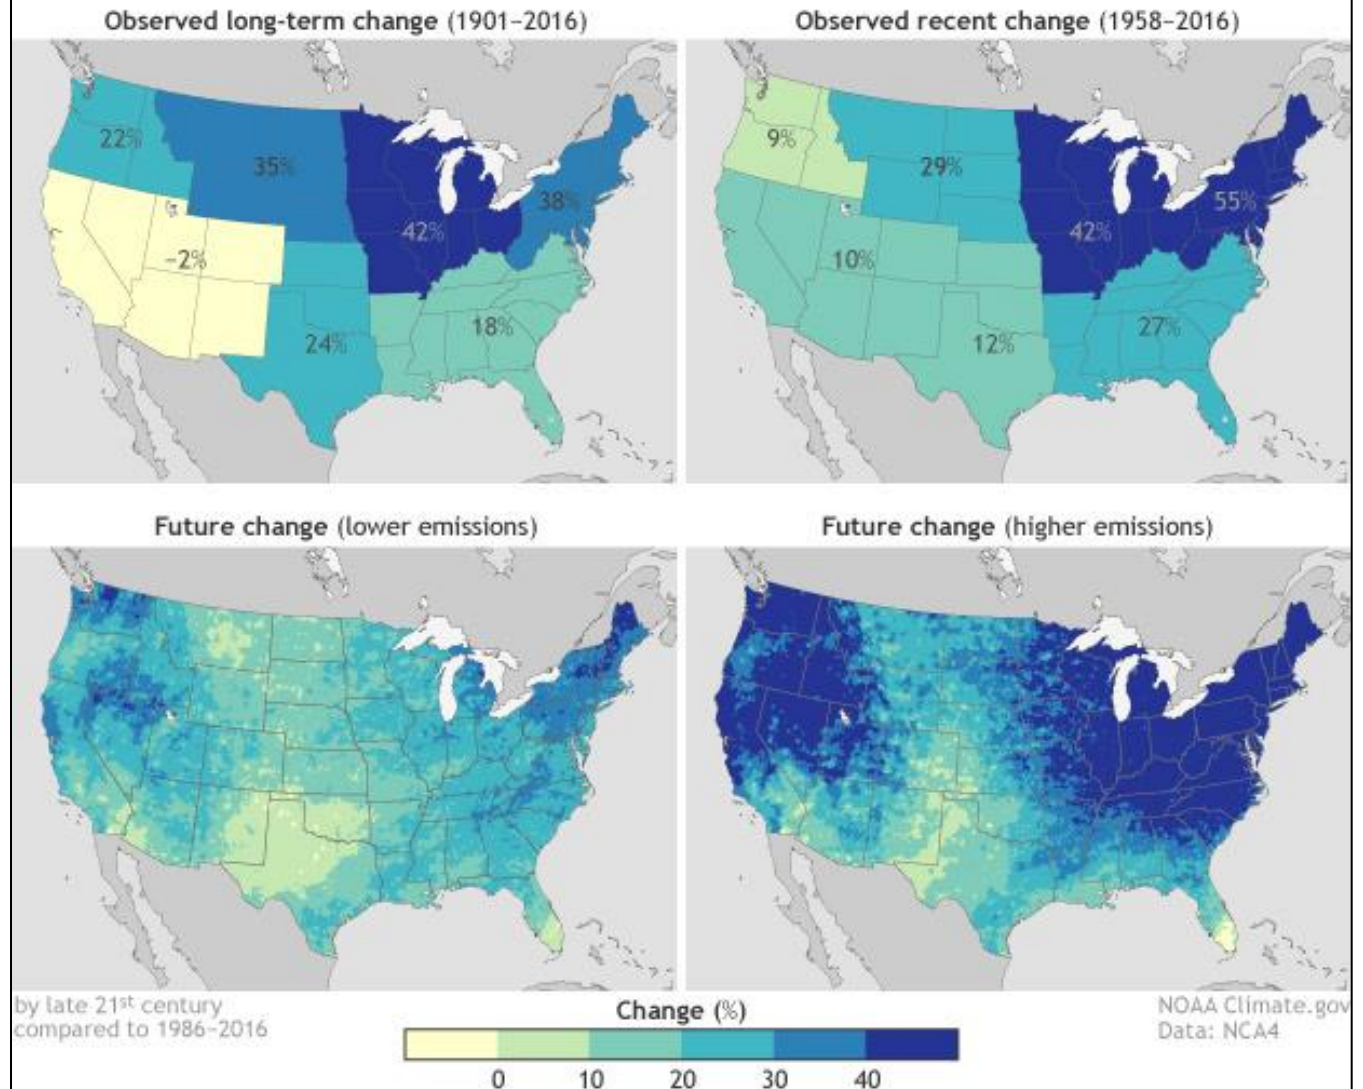 Observed long-term change (1901–2016)
Observed recent change (1958–2016)
22%
35%
38%
42%
–2%
24%
18%
9%
29%
55%
42%
10%
12%
27%
Future change (lower emissions)
Future change (higher emissions)
by late 21st century
compared to 1986–2016
Change (%)
0 10 20 30 40
NOAA Climate.gov
Data: NCA4